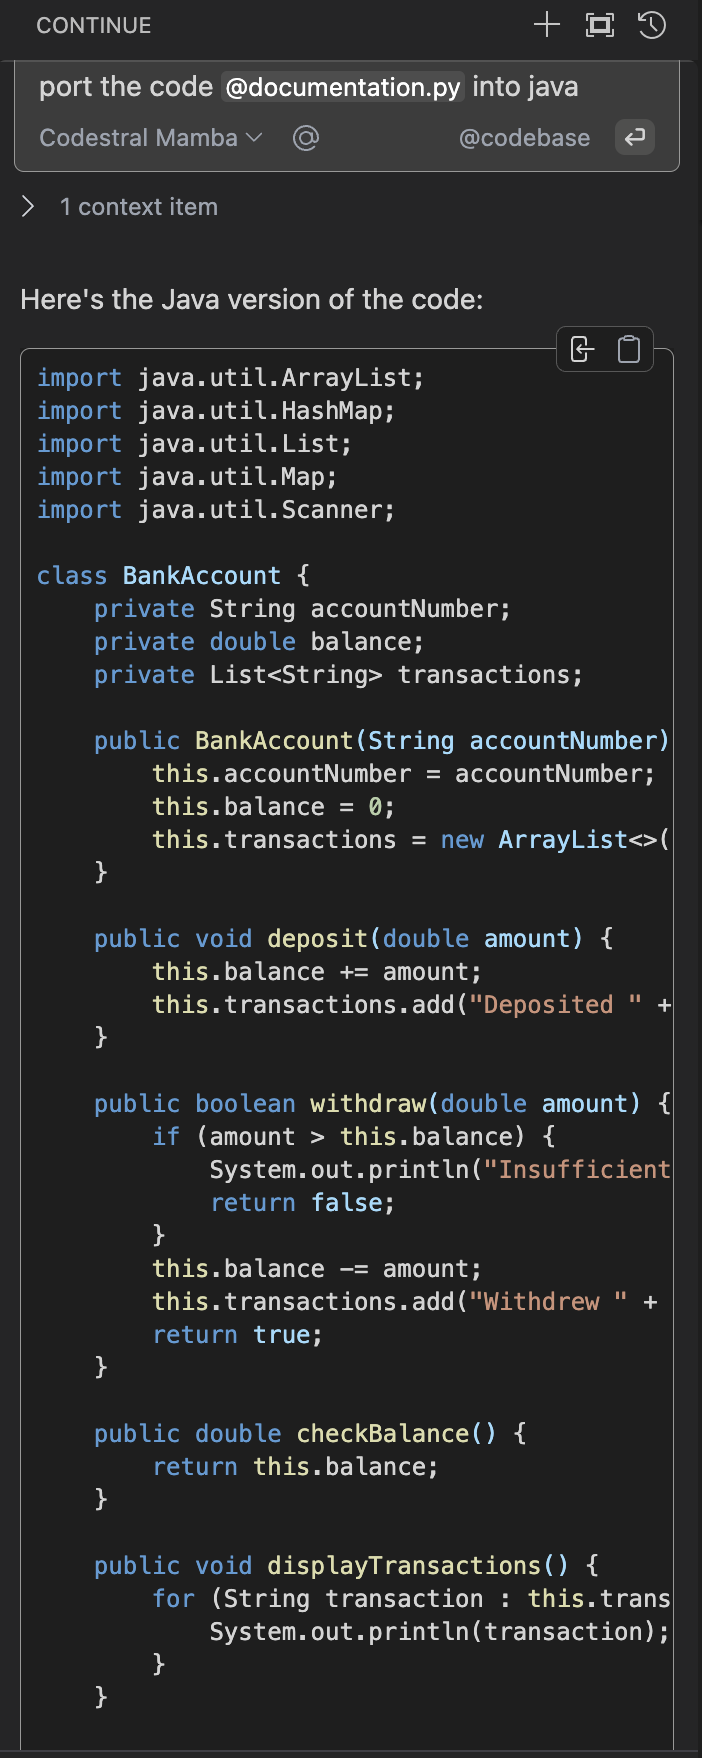 CONTINUE
port the code @documentation.py into java
Codestral Mamba @ @codebase
1 context item
Here's the Java version of the code:
import java.util.ArrayList;
import java.util.HashMap;
import java.util.List;
import java.util.Map;
import java.util.Scanner;
class BankAccount {
    private String accountNumber;
    private double balance;
    private List<String> transactions;
    public BankAccount(String accountNumber)
        this.accountNumber = accountNumber;
        this.balance = 0;
        this.transactions = new ArrayList<>(
    }
    public void deposit(double amount) {
        this.balance += amount;
        this.transactions.add("Deposited " +
    }
    public boolean withdraw(double amount) {
        if (amount > this.balance) {
            System.out.println("Insufficient
            return false;
        }
        this.balance -= amount;
        this.transactions.add("Withdrew " +
        return true;
    }
    public double checkBalance() {
        return this.balance;
    }
    public void displayTransactions() {
        for (String transaction : this.trans
            System.out.println(transaction);
        }
    }